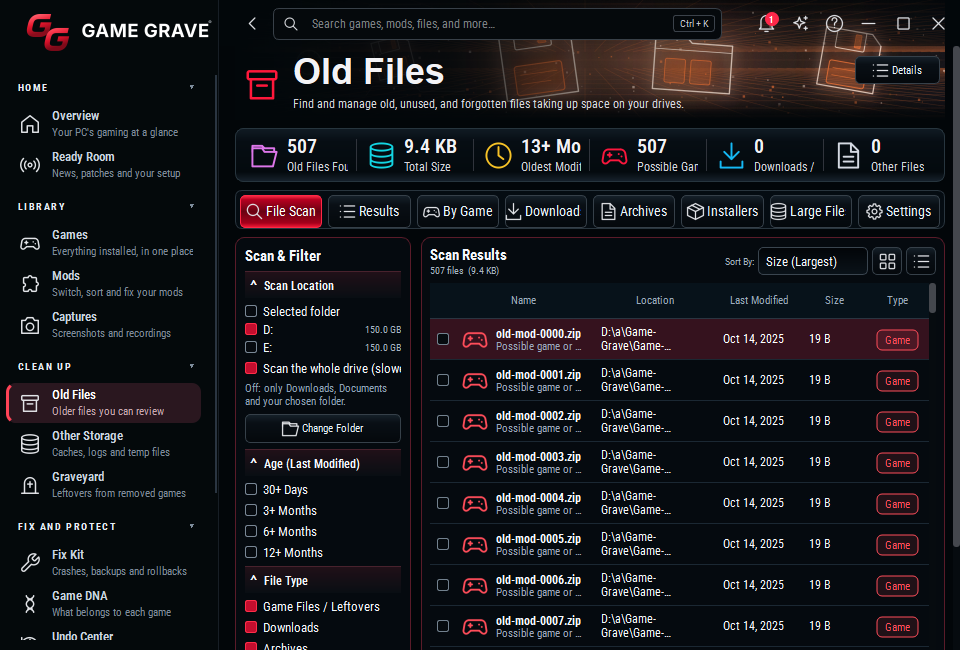 GAME GRAVE
Search games, mods, files, and more...
Ctrl + K
1
HOME
Overview
Your PC's gaming at a glance
Ready Room
News, patches and your setup
LIBRARY
Games
Everything installed, in one place
Mods
Switch, sort and fix your mods
Captures
Screenshots and recordings
CLEAN UP
Old Files
Older files you can review
Other Storage
Caches, logs and temp files
Graveyard
Leftovers from removed games
FIX AND PROTECT
Fix Kit
Crashes, backups and rollbacks
Game DNA
What belongs to each game
Undo Center
Old Files
Find and manage old, unused, and forgotten files taking up space on your drives.
Details
507
Old Files Fou
9.4 KB
Total Size
13+ Mo
Oldest Modif
507
Possible Gar
0
Downloads /
0
Other Files
File Scan
Results
By Game
Download
Archives
Installers
Large File
Settings
Scan & Filter
Scan Location
Selected folder
D:
150.0 GB
E:
150.0 GB
Scan the whole drive (slowe
Off: only Downloads, Documents
and your chosen folder.
Change Folder
Age (Last Modified)
30+ Days
3+ Months
6+ Months
12+ Months
File Type
Game Files / Leftovers
Downloads
Archives
Scan Results
507 files (9.4 KB)
Sort By:
Size (Largest)
Name Location Last Modified Size Type
old-mod-0000.zip
Possible game or ...
D:\a\Game-
Grave\Game-...
Oct 14, 2025
19 B
Game
old-mod-0001.zip
Possible game or ...
D:\a\Game-
Grave\Game-...
Oct 14, 2025
19 B
Game
old-mod-0002.zip
Possible game or ...
D:\a\Game-
Grave\Game-...
Oct 14, 2025
19 B
Game
old-mod-0003.zip
Possible game or ...
D:\a\Game-
Grave\Game-...
Oct 14, 2025
19 B
Game
old-mod-0004.zip
Possible game or ...
D:\a\Game-
Grave\Game-...
Oct 14, 2025
19 B
Game
old-mod-0005.zip
Possible game or ...
D:\a\Game-
Grave\Game-...
Oct 14, 2025
19 B
Game
old-mod-0006.zip
Possible game or ...
D:\a\Game-
Grave\Game-...
Oct 14, 2025
19 B
Game
old-mod-0007.zip
Possible game or ...
D:\a\Game-
Grave\Game-...
Oct 14, 2025
19 B
Game